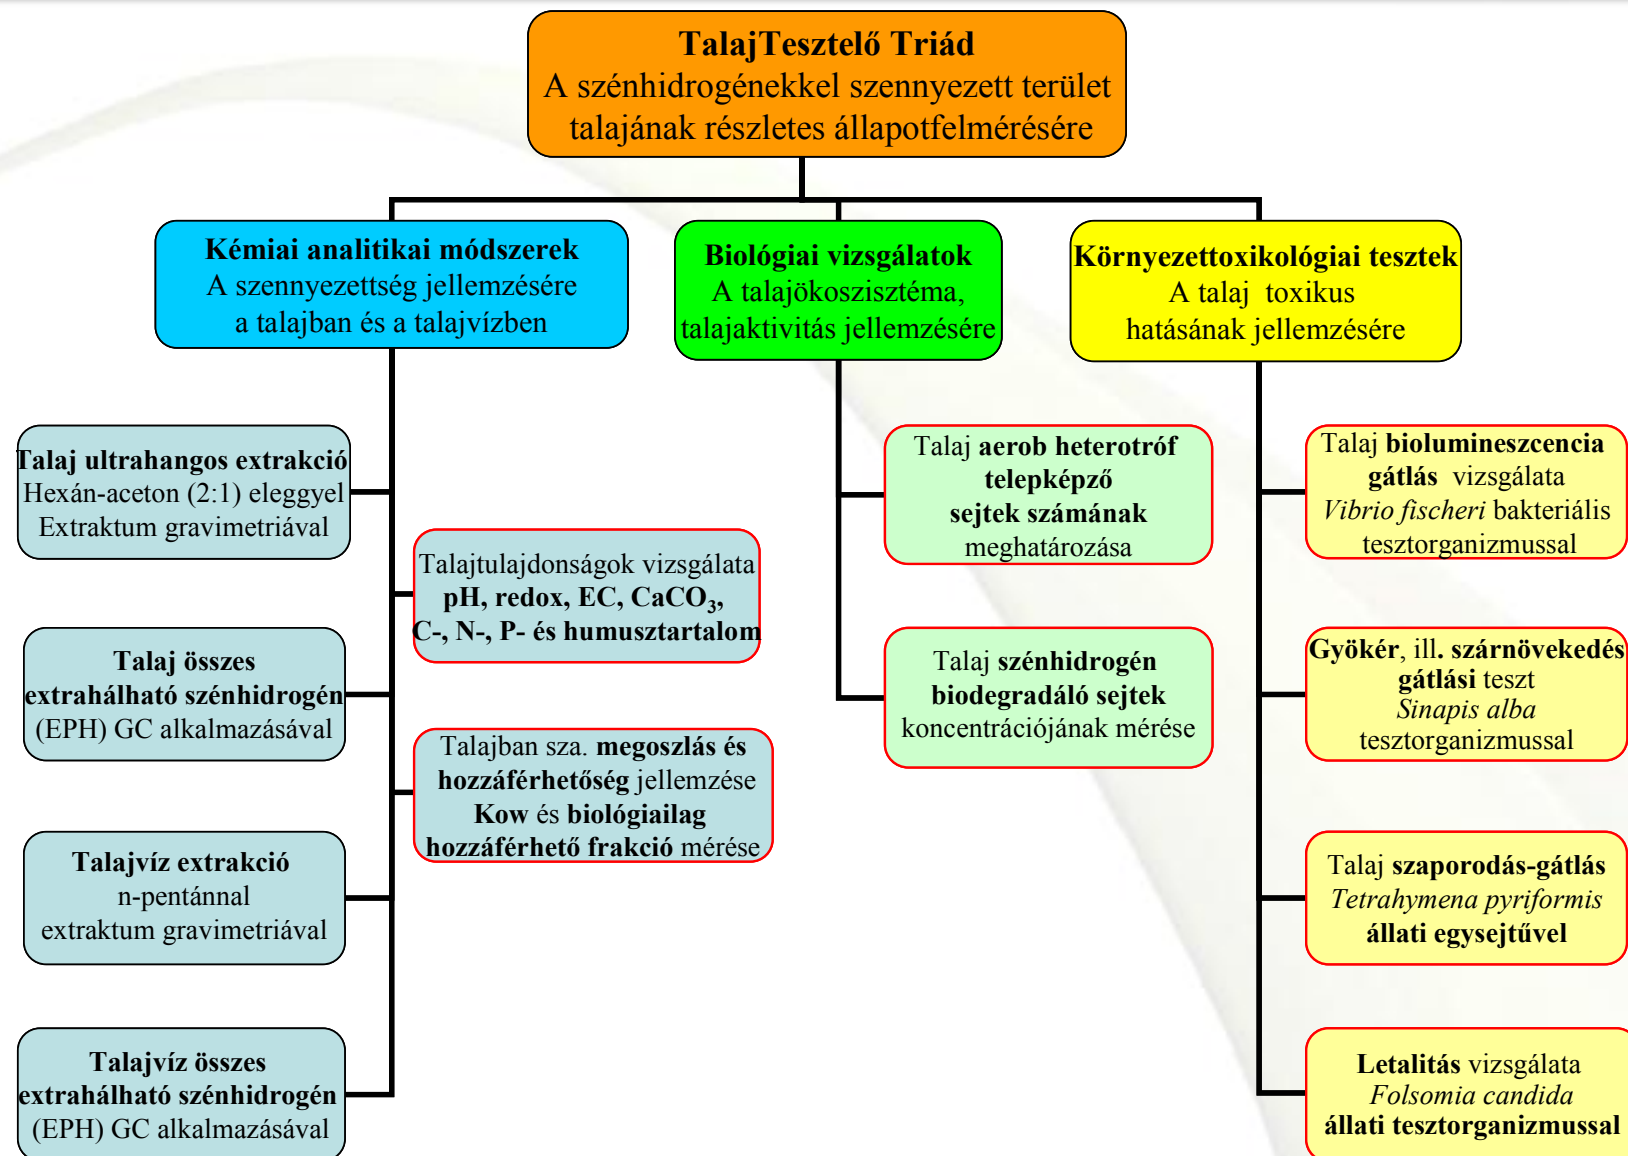 TalajTesztelő Triád
A szénhidrogénekkel szennyezett terület
talajának részletes állapotfelmérésére
Kémiai analitikai módszerek
A szennyezettség jellemzésére
a talajban és a talajvízben
Biológiai vizsgálatok
A talajökoszisztéma,
talajaktivitás jellemzésére
Környezettoxikológiai tesztek
A talaj toxikus
hatásának jellemzésére
Talaj ultrahangos extrakció
Hexán-aceton (2:1) eleggyel
Extraktum gravimetriával
Talaj összes
extrahálható szénhidrogén
(EPH) GC alkalmazásával
Talajvíz extrakció
n-pentánnal
extraktum gravimetriával
Talajvíz összes
extrahálható szénhidrogén
(EPH) GC alkalmazásával
Talajtulajdonságok vizsgálata
pH, redox, EC, CaCO₃,
C-, N-, P- és humusztartalom
Talajban sza. megoszlás és
hozzáférhetőség jellemzése
Kow és biológiailag
hozzáférhető frakció mérése
Talaj aerob heterotróf
telepképző
sejtek számának
meghatározása
Talaj szénhidrogén
biodegradáló sejtek
koncentrációjának mérése
Talaj biolumineszcencia
gátlás vizsgálata
Vibrio fischeri bakteriális
tesztorganizmussal
Gyökér, ill. szárnövekedés
gátlási teszt
Sinapis alba
tesztorganizmussal
Talaj szaporodás-gátlás
Tetrahymena pyriformis
állati egysejtűvel
Letalitás vizsgálata
Folsomia candida
állati tesztorganizmussal